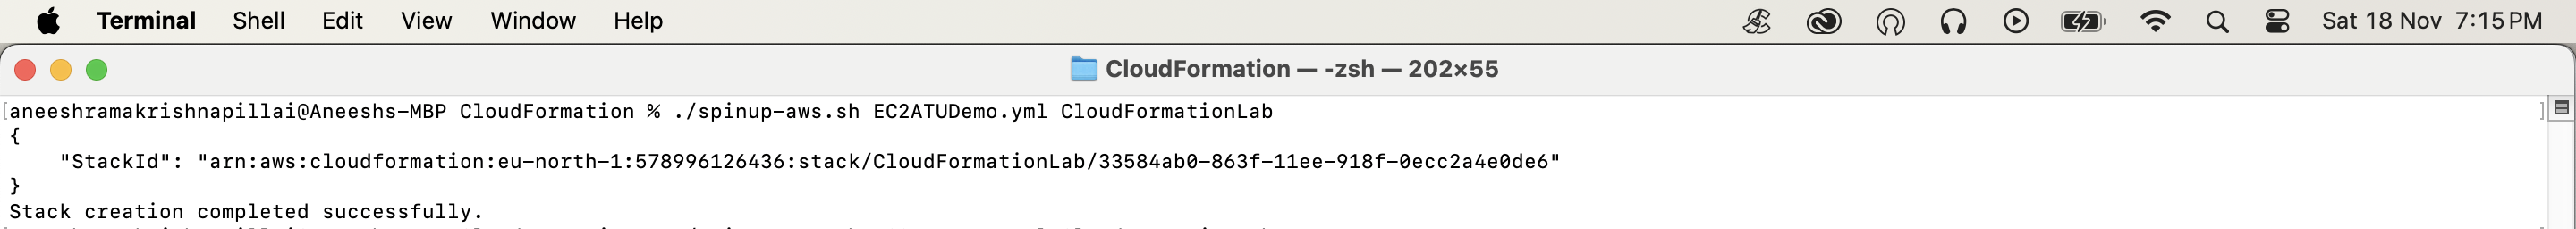 Terminal Shell Edit View Window Help Sat 18 Nov 7:15 PM
CloudFormation — -zsh — 202×55
[aneeshramakrishnapillai@Aneeshs-MBP CloudFormation % ./spinup-aws.sh EC2ATUDemo.yml CloudFormationLab ]
{
    "StackId": "arn:aws:cloudformation:eu-north-1:578996126436:stack/CloudFormationLab/33584ab0-863f-11ee-918f-0ecc2a4e0de6"
}
Stack creation completed successfully.